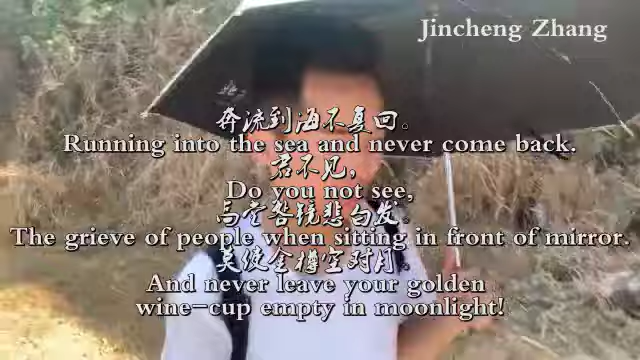 Jincheng Zhang
奔流到海不复回。
Running into the sea and never come back.
君不见，
Do you not see,
高堂明镜悲白发。
The grieve of people when sitting in front of mirror.
莫使金樽空对月。
And never leave your golden
wine-cup empty in moonlight!